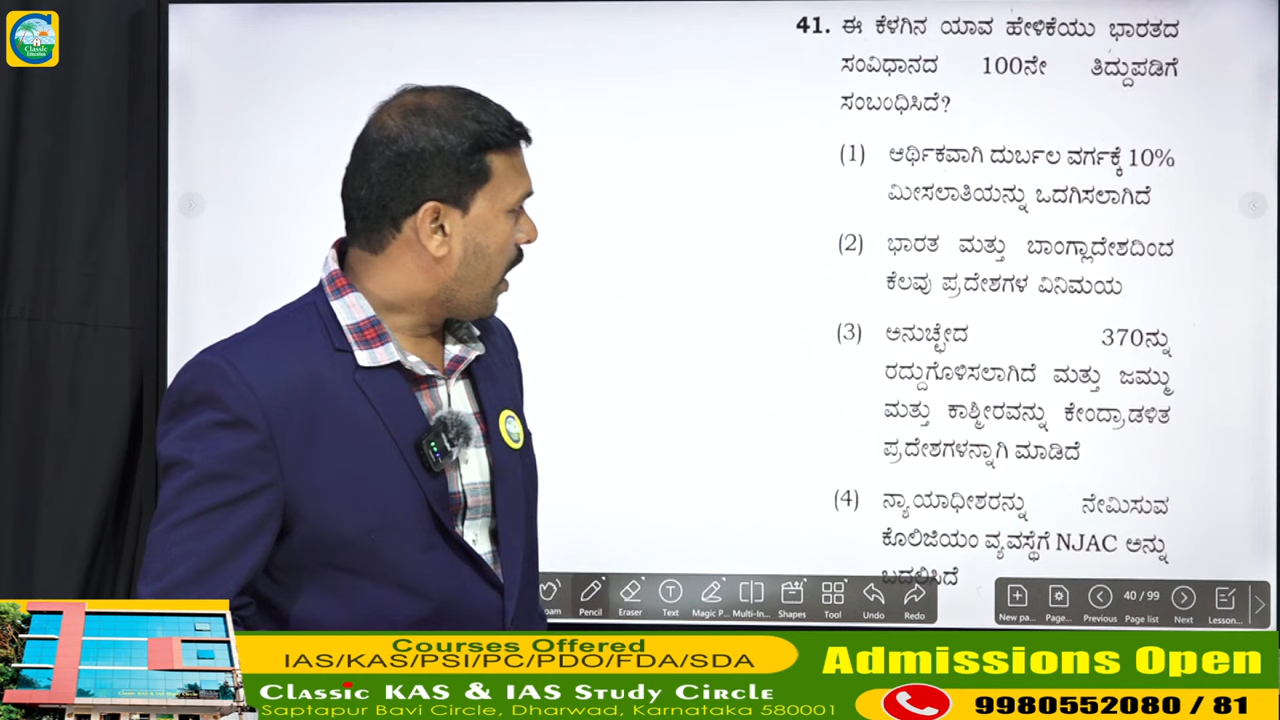 Classic
Education
41. ಈ ಕೆಳಗಿನ ಯಾವ ಹೇಳಿಕೆಯು ಭಾರತದ
ಸಂವಿಧಾನದ 100ನೇ ತಿದ್ದುಪಡಿಗೆ
ಸಂಬಂಧಿಸಿದೆ?
(1) ಆರ್ಥಿಕವಾಗಿ ದುರ್ಬಲ ವರ್ಗಕ್ಕೆ 10%
ಮೀಸಲಾತಿಯನ್ನು ಒದಗಿಸಲಾಗಿದೆ
(2) ಭಾರತ ಮತ್ತು ಬಾಂಗ್ಲಾದೇಶದಿಂದ
ಕೆಲವು ಪ್ರದೇಶಗಳ ವಿನಿಮಯ
(3) ಅನುಚ್ಛೇದ 370ನ್ನು
ರದ್ದುಗೊಳಿಸಲಾಗಿದೆ ಮತ್ತು ಜಮ್ಮು
ಮತ್ತು ಕಾಶ್ಮೀರವನ್ನು ಕೇಂದ್ರಾಡಳಿತ
ಪ್ರದೇಶಗಳನ್ನಾಗಿ ಮಾಡಿದೆ
(4) ನ್ಯಾಯಾಧೀಶರನ್ನು ನೇಮಿಸುವ
ಕೊಲಿಜಿಯಂ ವ್ಯವಸ್ಥೆಗೆ NJAC ಅನ್ನು
ಬದಲಿಸಿದೆ
Pencil Eraser Text Magic P... Multi-In... Shapes Tool Undo Redo
New pa... Page... Previous 40 / 99 Page list Next Lesson...
Courses Offered
IAS/KAS/PSI/PC/PDO/FDA/SDA
Classic KAS & IAS Study Circle
Saptapur Bavi Circle, Dharwad, Karnataka 580001
Admissions Open
9980552080 / 81